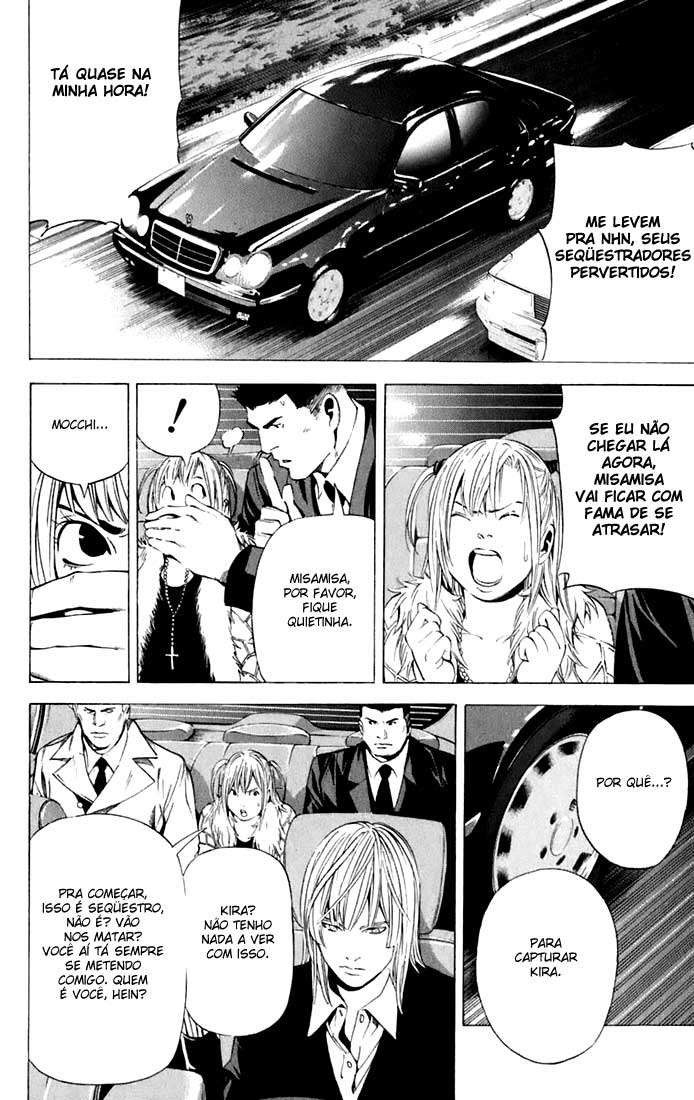 ME LEVEM
PRA NHN, SEUS
SEQÜESTRADORES
PERVERTIDOS!
TÁ QUASE NA
MINHA HORA!
SE EU NÃO
CHEGAR LÁ
AGORA,
MISAMISA
VAI FICAR COM
FAMA DE SE
ATRASAR!
MISAMISA,
POR FAVOR,
FIQUE
QUIETINHA.
!
MOCCHI...
POR QUÊ...?
PARA
CAPTURAR
KIRA.
KIRA?
NÃO TENHO
NADA A VER
COM ISSO.
PRA COMEÇAR,
ISSO É SEQÜESTRO,
NÃO É? VÃO
NOS MATAR?
VOCÊ AÍ TÁ SEMPRE
SE METENDO
COMIGO. QUEM
É VOCÊ, HEIN?